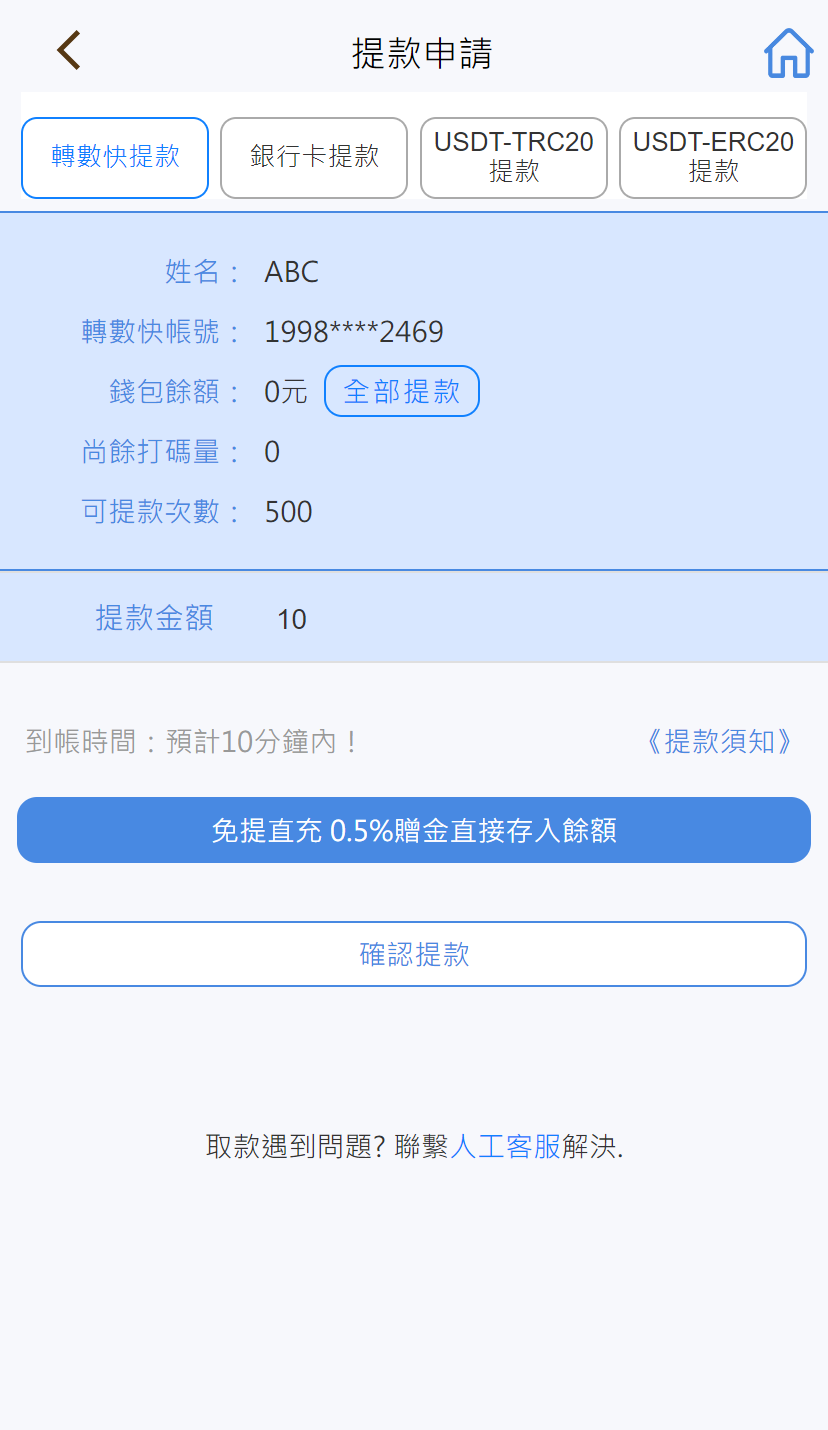 提款申請
轉數快提款
銀行卡提款
USDT-TRC20
提款
USDT-ERC20
提款
姓名：ABC
轉數快帳號：1998****2469
錢包餘額：0元 全部提款
尚餘打碼量：0
可提款次數：500
提款金額 10
到帳時間：預計10分鐘內！ 《提款須知》
免提直充 0.5%贈金直接存入餘額
確認提款
取款遇到問題? 聯繫人工客服解決.